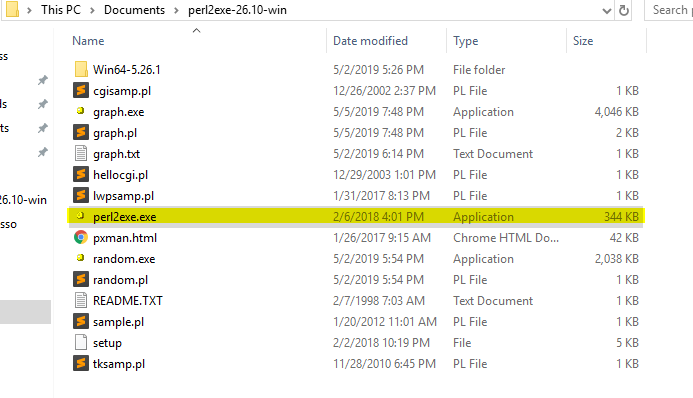 This PC > Documents > perl2exe-26.10-win Search p
Name Date modified Type Size
Win64-5.26.1 5/2/2019 5:26 PM File folder
cgisamp.pl 12/26/2002 2:37 PM PL File 1 KB
graph.exe 5/5/2019 7:48 PM Application 4,046 KB
graph.pl 5/5/2019 7:48 PM PL File 2 KB
graph.txt 5/2/2019 6:14 PM Text Document 1 KB
hellocgi.pl 12/29/2003 1:01 PM PL File 1 KB
lwpsamp.pl 1/31/2017 8:13 PM PL File 1 KB
perl2exe.exe 2/6/2018 4:01 PM Application 344 KB
pxman.html 1/26/2017 9:15 AM Chrome HTML Do... 42 KB
random.exe 5/2/2019 5:54 PM Application 2,038 KB
random.pl 5/2/2019 5:54 PM PL File 1 KB
README.TXT 2/7/1998 7:03 AM Text Document 1 KB
sample.pl 1/20/2012 11:01 AM PL File 1 KB
setup 2/2/2018 10:19 PM File 5 KB
tksamp.pl 11/28/2010 6:45 PM PL File 1 KB
ss
ds
ts
26.10-win
sso